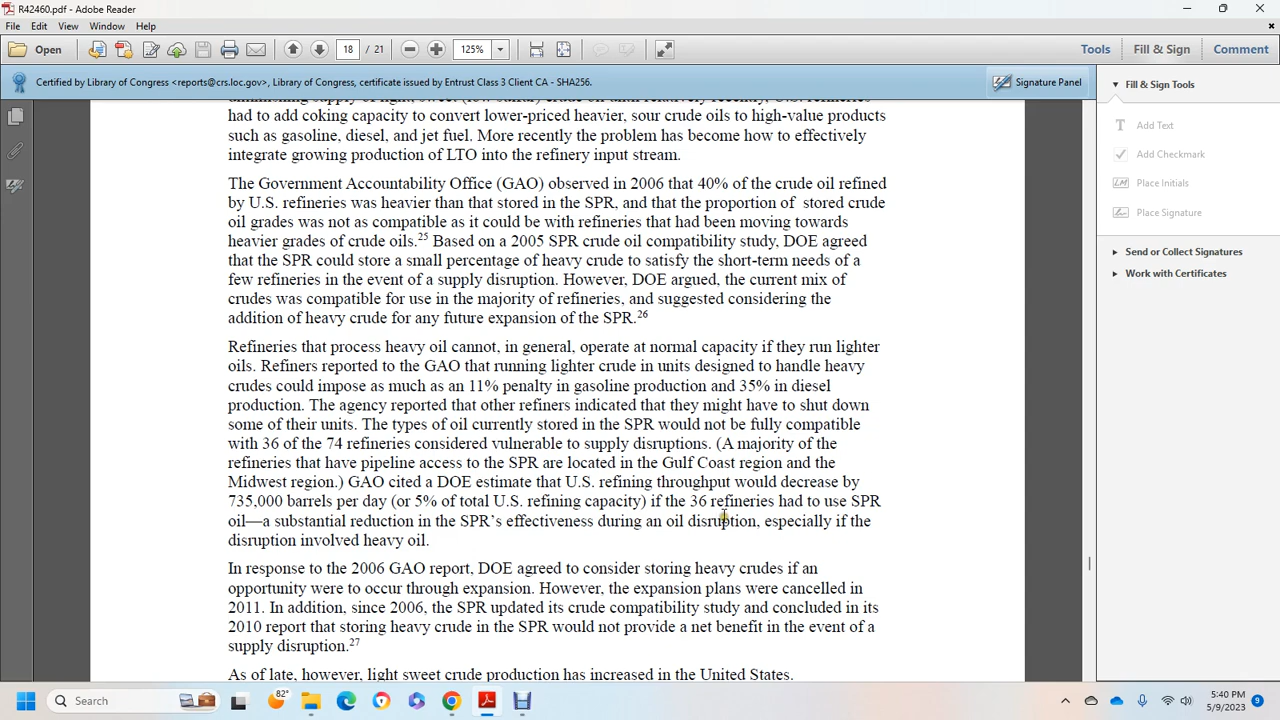 R42460.pdf - Adobe Reader
File Edit View Window Help
Open 18 / 21 125% Tools Fill & Sign Comment
Certified by Library of Congress <reports@crs.loc.gov>, Library of Congress, certificate issued by Entrust Class 3 Client CA - SHA256. Signature Panel
diminishing supply of light, sweet (low sulfur) crude oil until relatively recently, U.S. refineries
had to add coking capacity to convert lower-priced heavier, sour crude oils to high-value products
such as gasoline, diesel, and jet fuel. More recently the problem has become how to effectively
integrate growing production of LTO into the refinery input stream.
The Government Accountability Office (GAO) observed in 2006 that 40% of the crude oil refined
by U.S. refineries was heavier than that stored in the SPR, and that the proportion of stored crude
oil grades was not as compatible as it could be with refineries that had been moving towards
heavier grades of crude oils.25 Based on a 2005 SPR crude oil compatibility study, DOE agreed
that the SPR could store a small percentage of heavy crude to satisfy the short-term needs of a
few refineries in the event of a supply disruption. However, DOE argued, the current mix of
crudes was compatible for use in the majority of refineries, and suggested considering the
addition of heavy crude for any future expansion of the SPR.26
Refineries that process heavy oil cannot, in general, operate at normal capacity if they run lighter
oils. Refiners reported to the GAO that running lighter crude in units designed to handle heavy
crudes could impose as much as an 11% penalty in gasoline production and 35% in diesel
production. The agency reported that other refiners indicated that they might have to shut down
some of their units. The types of oil currently stored in the SPR would not be fully compatible
with 36 of the 74 refineries considered vulnerable to supply disruptions. (A majority of the
refineries that have pipeline access to the SPR are located in the Gulf Coast region and the
Midwest region.) GAO cited a DOE estimate that U.S. refining throughput would decrease by
735,000 barrels per day (or 5% of total U.S. refining capacity) if the 36 refineries had to use SPR
oil—a substantial reduction in the SPR's effectiveness during an oil disruption, especially if the
disruption involved heavy oil.
In response to the 2006 GAO report, DOE agreed to consider storing heavy crudes if an
opportunity were to occur through expansion. However, the expansion plans were cancelled in
2011. In addition, since 2006, the SPR updated its crude compatibility study and concluded in its
2010 report that storing heavy crude in the SPR would not provide a net benefit in the event of a
supply disruption.27
As of late, however, light sweet crude production has increased in the United States.
Fill & Sign Tools
Add Text
Add Checkmark
Place Initials
Place Signature
Send or Collect Signatures
Work with Certificates
Search
82°
5:40 PM
5/9/2023
9